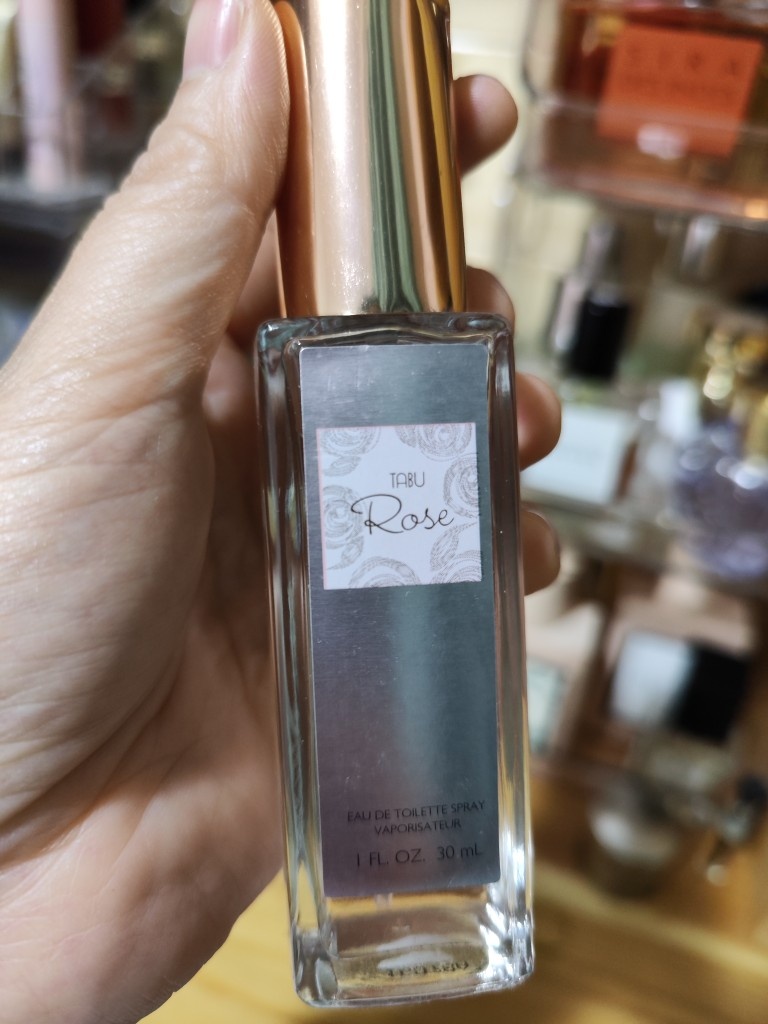 TABU
Rose
EAU DE TOILETTE SPRAY
VAPORISATEUR
1 FL. OZ. 30 mL